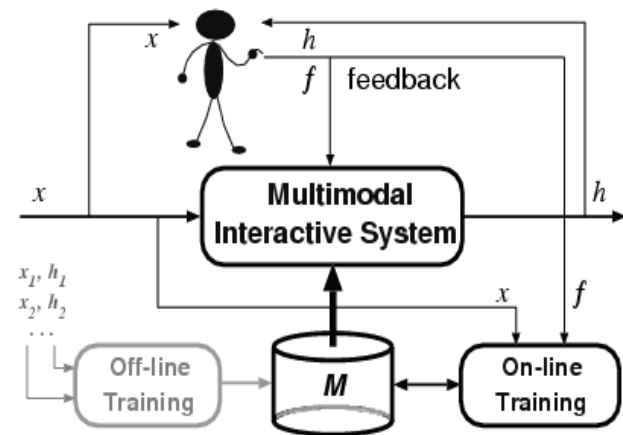 x
x
h
f feedback
x
h
Multimodal
Interactive System
x₁, h₁
x₂, h₂
...
x
f
Off-line
Training
M
On-line
Training